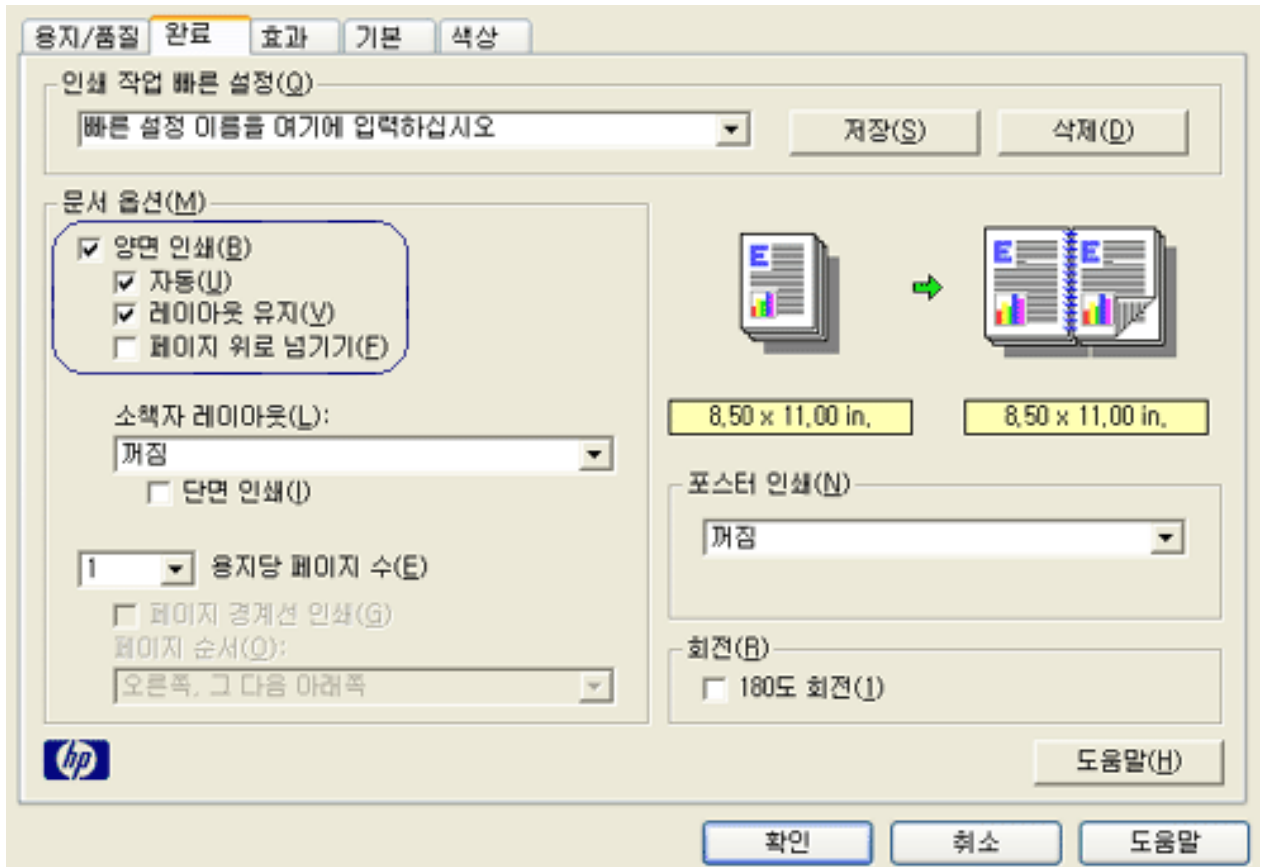 용지/품질 완료 효과 기본 색상
인쇄 작업 빠른 설정(Q)
빠른 설정 이름을 여기에 입력하십시오 저장(S) 삭제(D)
문서 옵션(M)
양면 인쇄(B)
자동(U)
레이아웃 유지(V)
페이지 위로 넘기기(F)
소책자 레이아웃(L):
꺼짐
단면 인쇄(I)
1 용지당 페이지 수(E)
페이지 경계선 인쇄(G)
페이지 순서(O):
오른쪽, 그 다음 아래쪽
E E E
8,50 x 11,00 in, 8,50 x 11,00 in,
포스터 인쇄(N)
꺼짐
회전(R)
180도 회전(1)
hp
도움말(H)
확인 취소 도움말